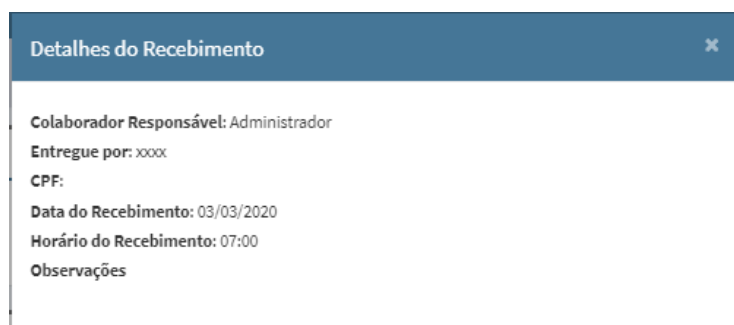 Detalhes do Recebimento ×
Colaborador Responsável: Administrador
Entregue por: xxxx
CPF:
Data do Recebimento: 03/03/2020
Horário do Recebimento: 07:00
Observações